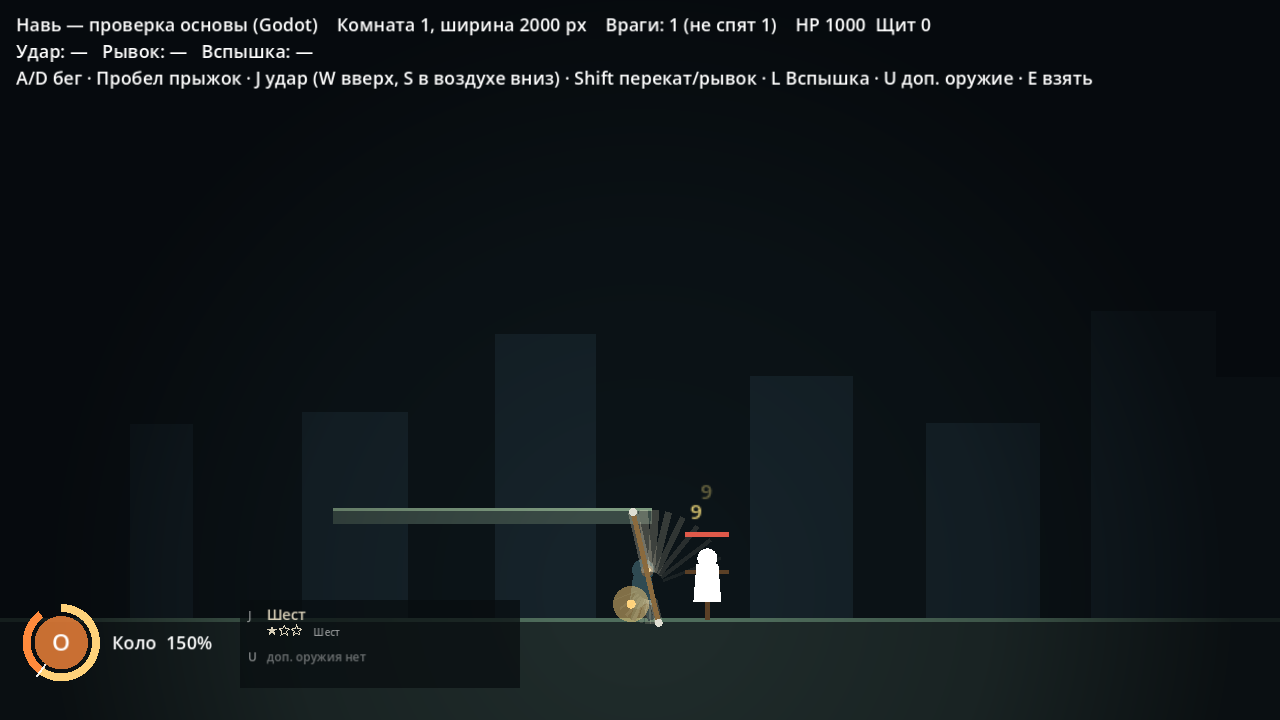 Навь — проверка основы (Godot) Комната 1, ширина 2000 px Враги: 1 (не спят 1) HP 1000 Щит 0
Удар: — Рывок: — Вспышка: —
A/D бег · Пробел прыжок · J удар (W вверх, S в воздухе вниз) · Shift перекат/рывок · L Вспышка · U доп. оружие · E взять
9
9
J Шест
★☆☆ Шест
O Коло 150%
U доп. оружия нет